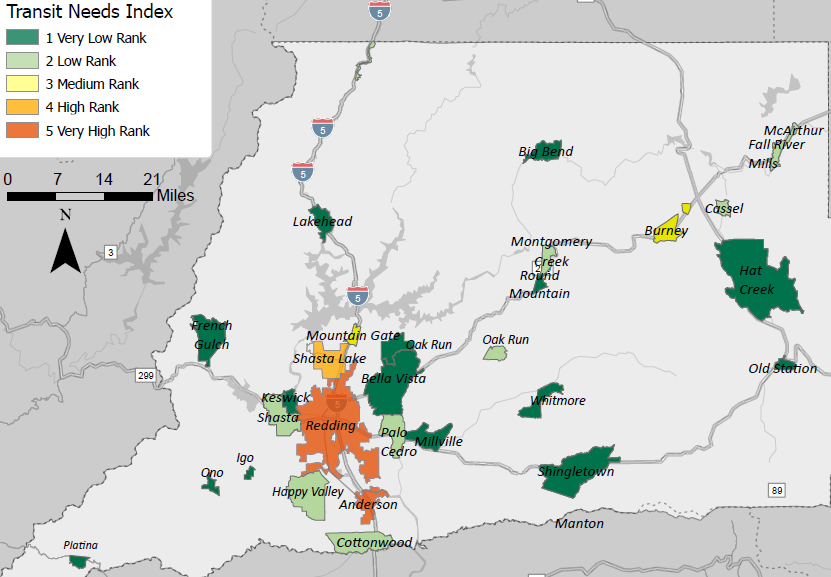 Transit Needs Index
1 Very Low Rank
2 Low Rank
3 Medium Rank
4 High Rank
5 Very High Rank
0 7 14 21
Miles
N
5
5
5
3
McArthur
Fall River
Mills
Big Bend
Cassel
Lakehead
Burney
Montgomery
Creek
2
Round
Mountain
Hat
Creek
5
French
Gulch
Mountain Gate
Oak Run
Oak Run
Shasta Lake
299
Bella Vista
Old Station
Keswick
5
Whitmore
Shasta
Redding
Palo
Cedro
Millville
Igo
Ono
Shingletown
Happy Valley
89
Anderson
Manton
Cottonwood
Platina